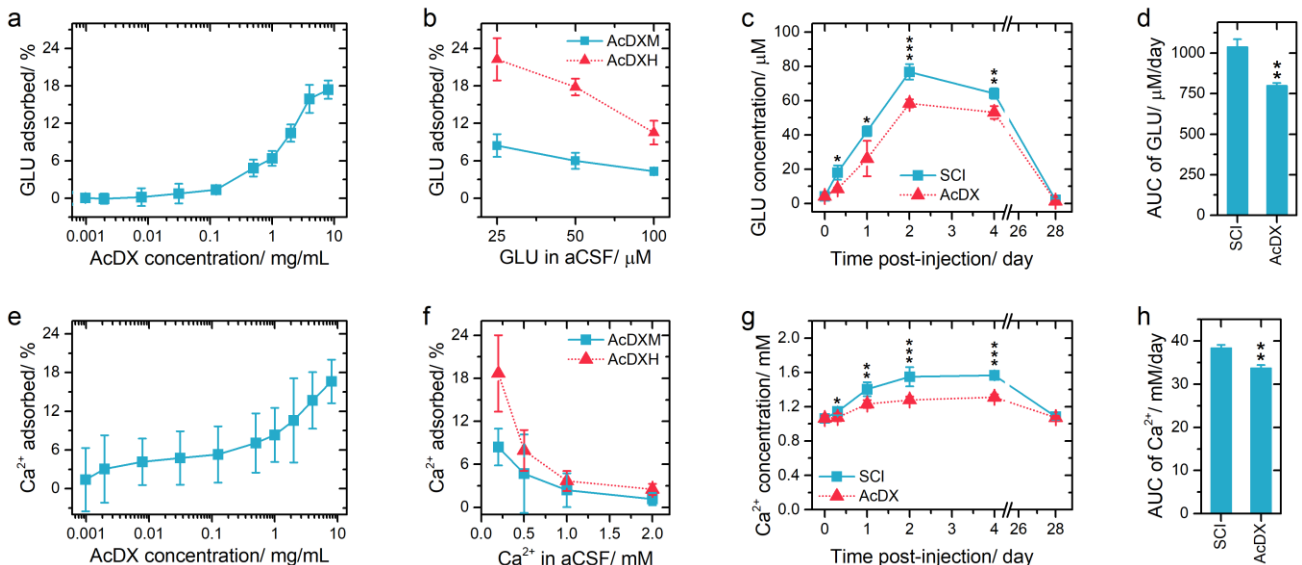 a
GLU adsorbed/ %
24
18
12
6
0
0.001 0.01 0.1 1 10
AcDX concentration/ mg/mL
b
GLU adsorbed/ %
24
18
12
6
0
AcDXM
AcDXH
25 50 100
GLU in aCSF/ μM
c
GLU concentration/ μM
100
80
60
40
20
0
*
*
***
**
SCI
AcDX
0 1 2 3 4 26 28
Time post-injection/ day
d
AUC of GLU/ μM/day
1000
750
500
250
0
**
SCI
AcDX
e
Ca²⁺ adsorbed/ %
24
18
12
6
0
0.001 0.01 0.1 1 10
AcDX concentration/ mg/mL
f
Ca²⁺ adsorbed/ %
24
18
12
6
0
AcDXM
AcDXH
0.0 0.5 1.0 1.5 2.0
Ca²⁺ in aCSF/ mM
g
Ca²⁺ concentration/ mM
2.0
1.6
1.2
0.8
0.4
0.0
*
**
***
***
SCI
AcDX
0 1 2 3 4 26 28
Time post-injection/ day
h
AUC of Ca²⁺/ mM/day
40
30
20
10
0
**
SCI
AcDX